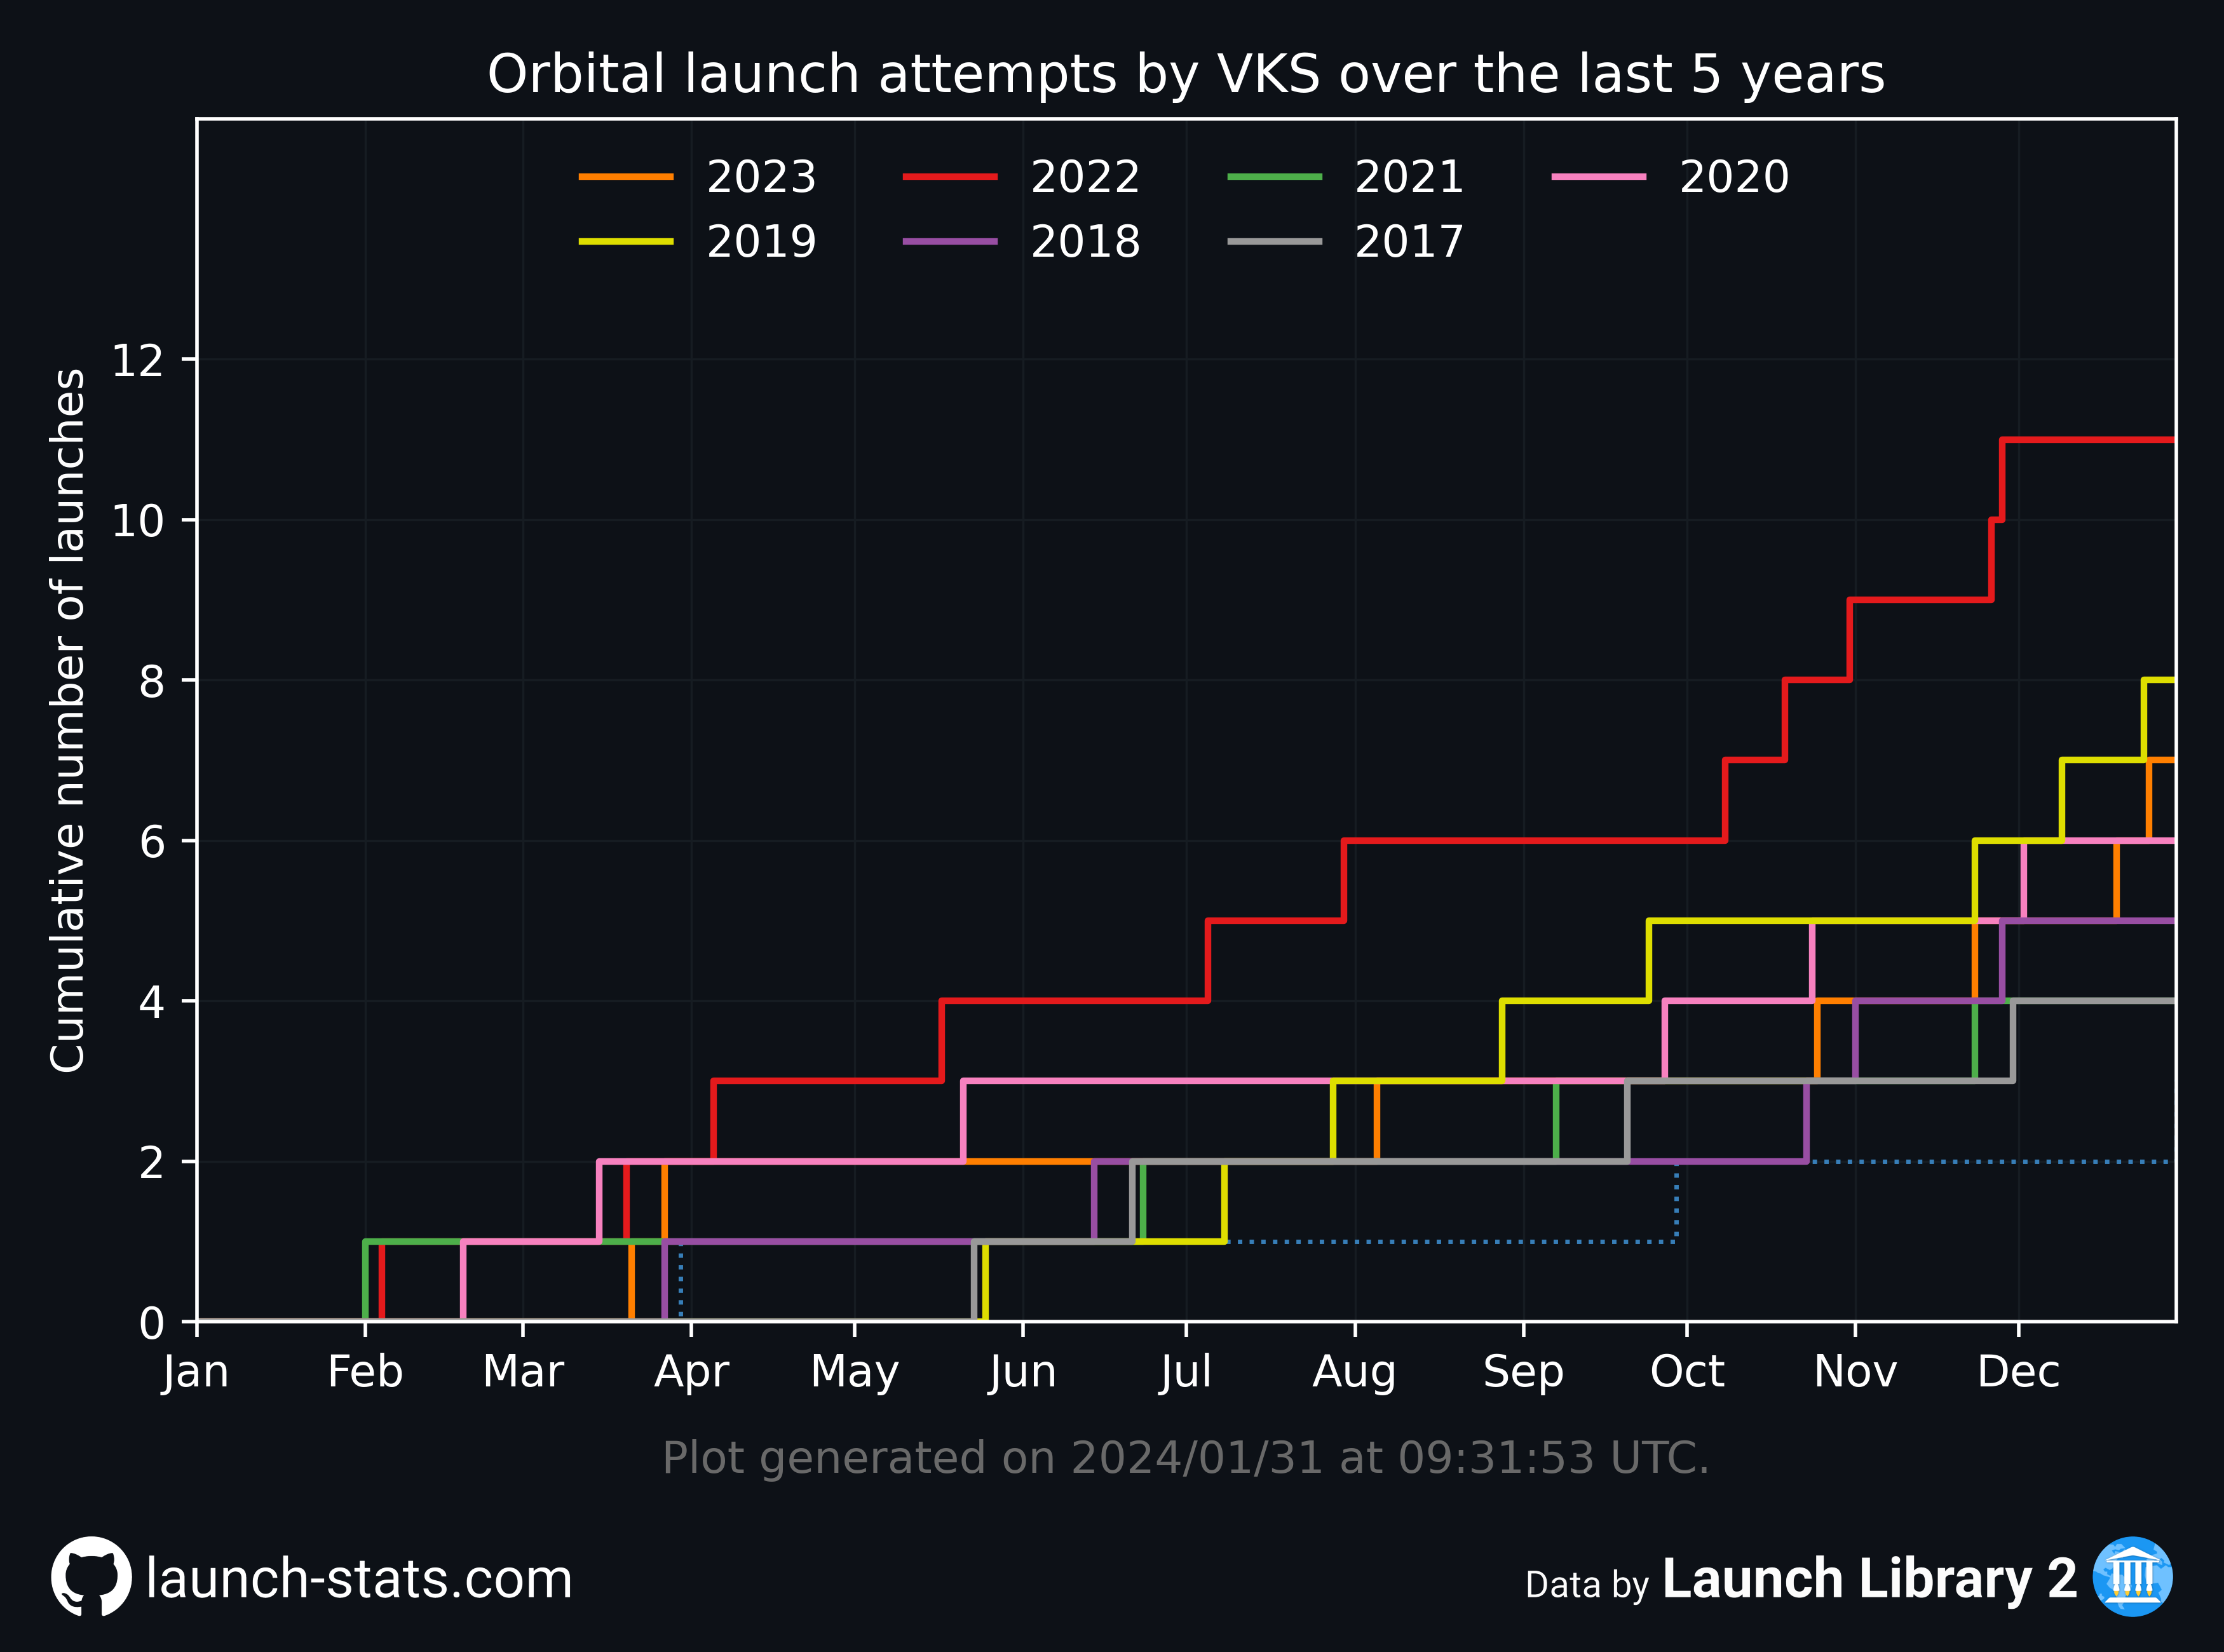 Orbital launch attempts by VKS over the last 5 years
2023 2022 2021 2020
2019 2018 2017
Cumulative number of launches
12
10
8
6
4
2
0
Jan Feb Mar Apr May Jun Jul Aug Sep Oct Nov Dec
Plot generated on 2024/01/31 at 09:31:53 UTC.
launch-stats.com
Data by Launch Library 2